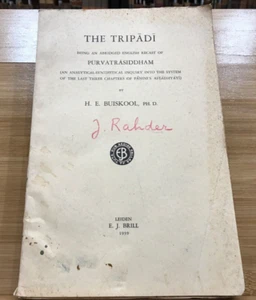 THE TRIPĀDĪ
BEING AN ABRIDGED ENGLISH RECAST OF
PURVATRĀSIDDHAM
(AN ANALYTICAL-SYNTHETICAL INQUIRY INTO THE SYSTEM
OF THE LAST THREE CHAPTERS OF PĀṆINI'S AṢṬĀDHYĀYĪ)
BY
H. E. BUISKOOL, PH. D.
J. Rahder
LEIDEN
E. J. BRILL
1939